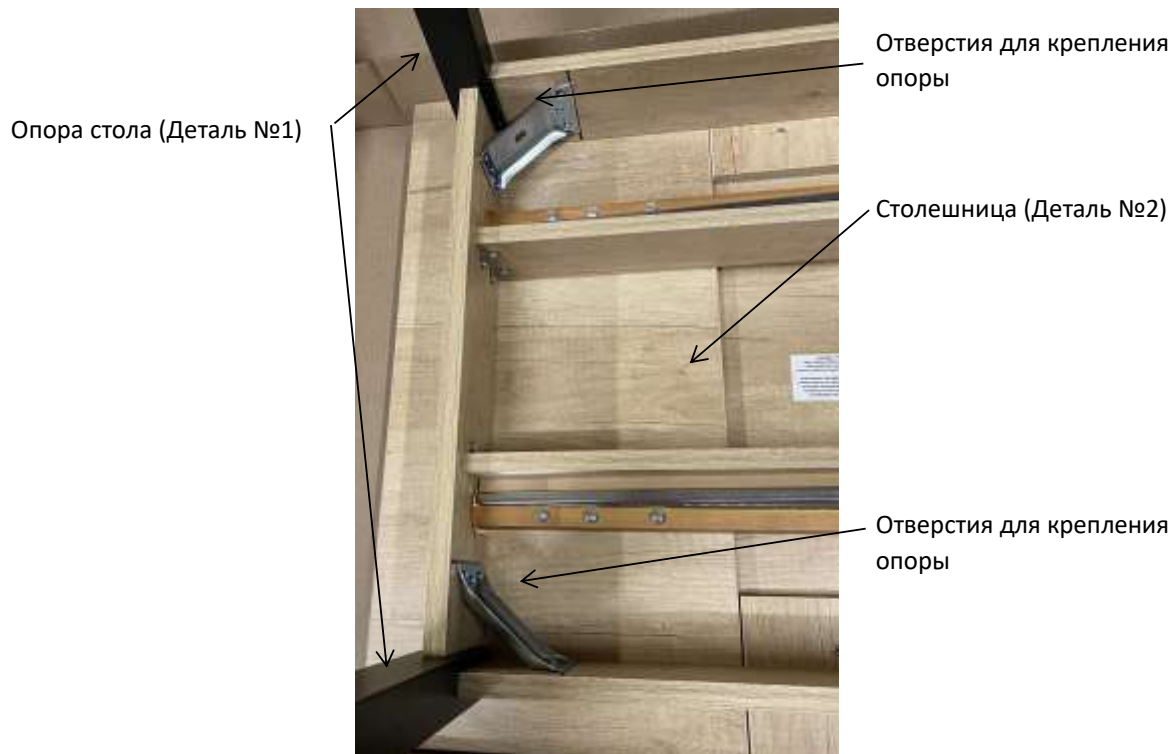 Отверстия для крепления
опоры
Опора стола (Деталь №1)
Столешница (Деталь №2)
Отверстия для крепления
опоры